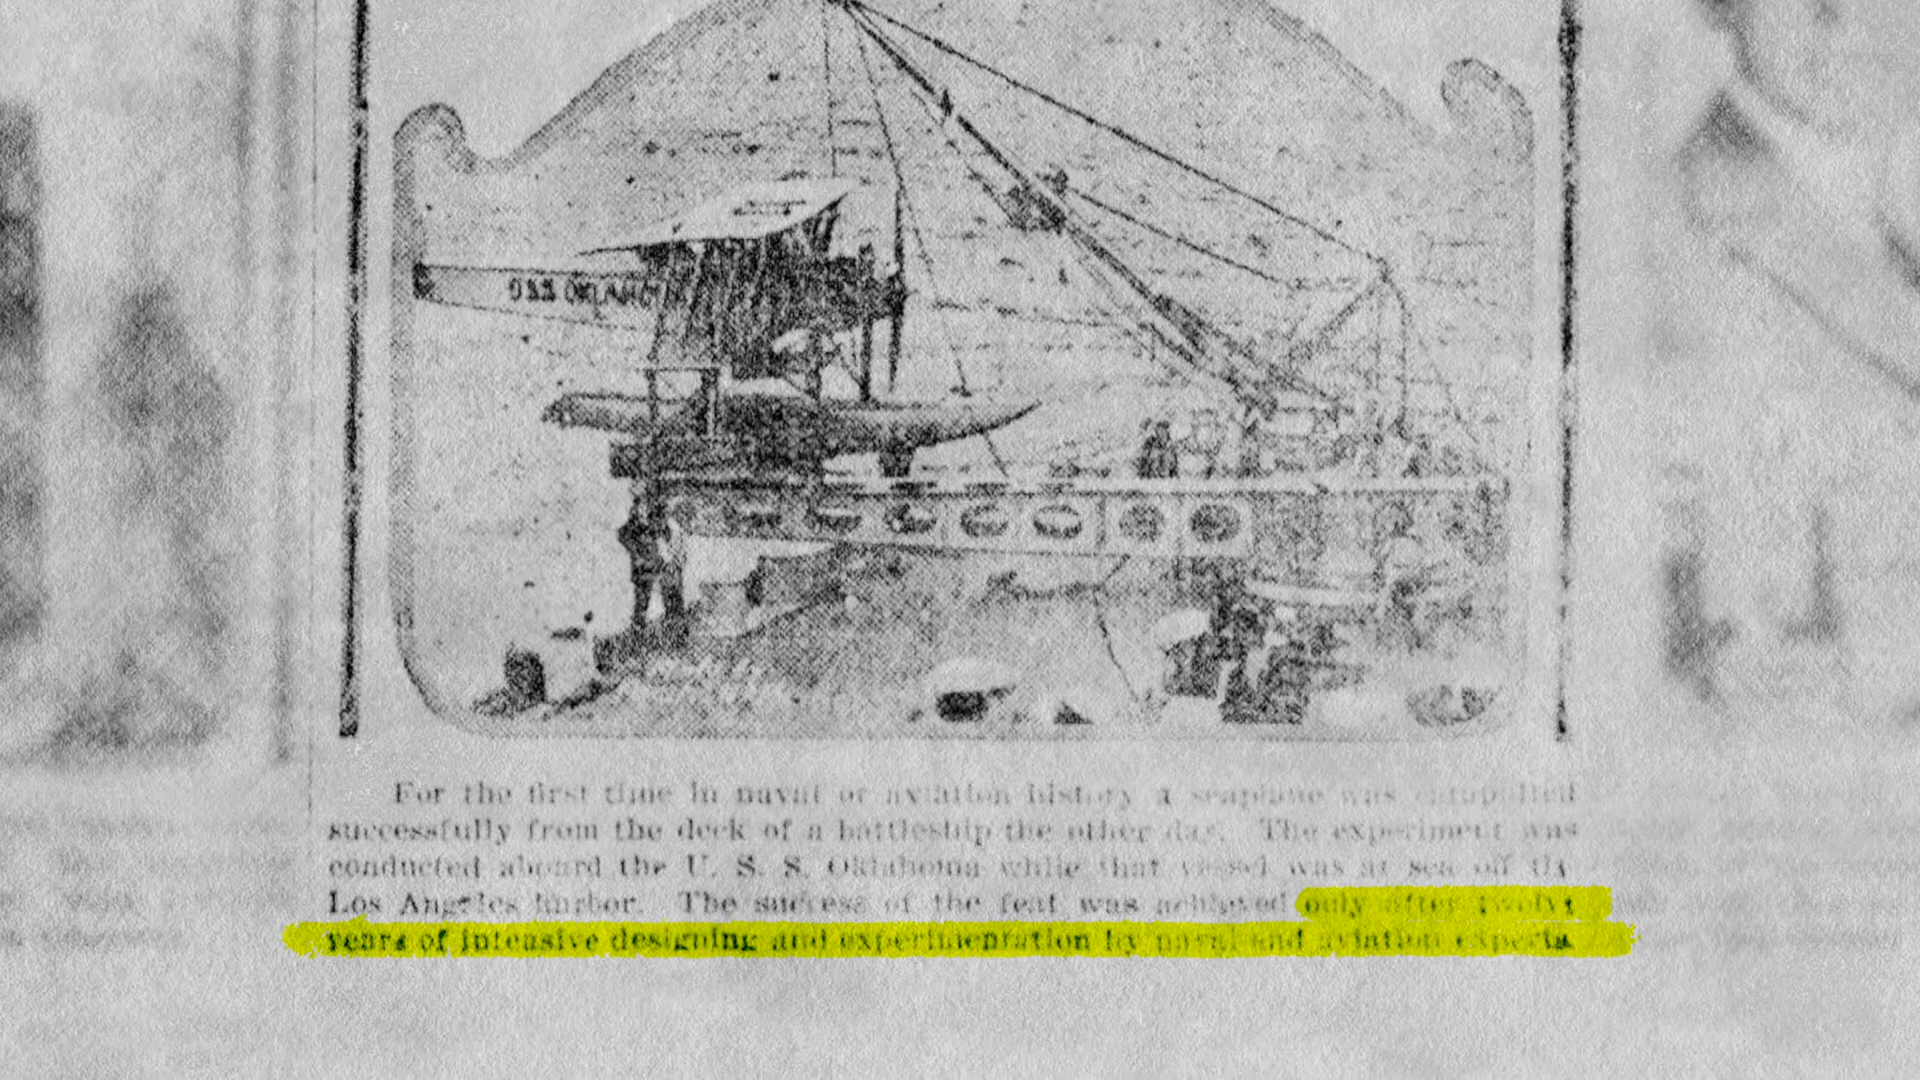 USS OKLAHO
For the first time in naval or aviation history a seaplane was catapulted
successfully from the deck of a battleship the other day. The experiment was
conducted aboard the U. S. S. Oklahoma while that vessel was at sea off
Los Angeles harbor. The success of the feat was achieved only after twelve
years of intensive designing and experimentation by naval and aviation experts